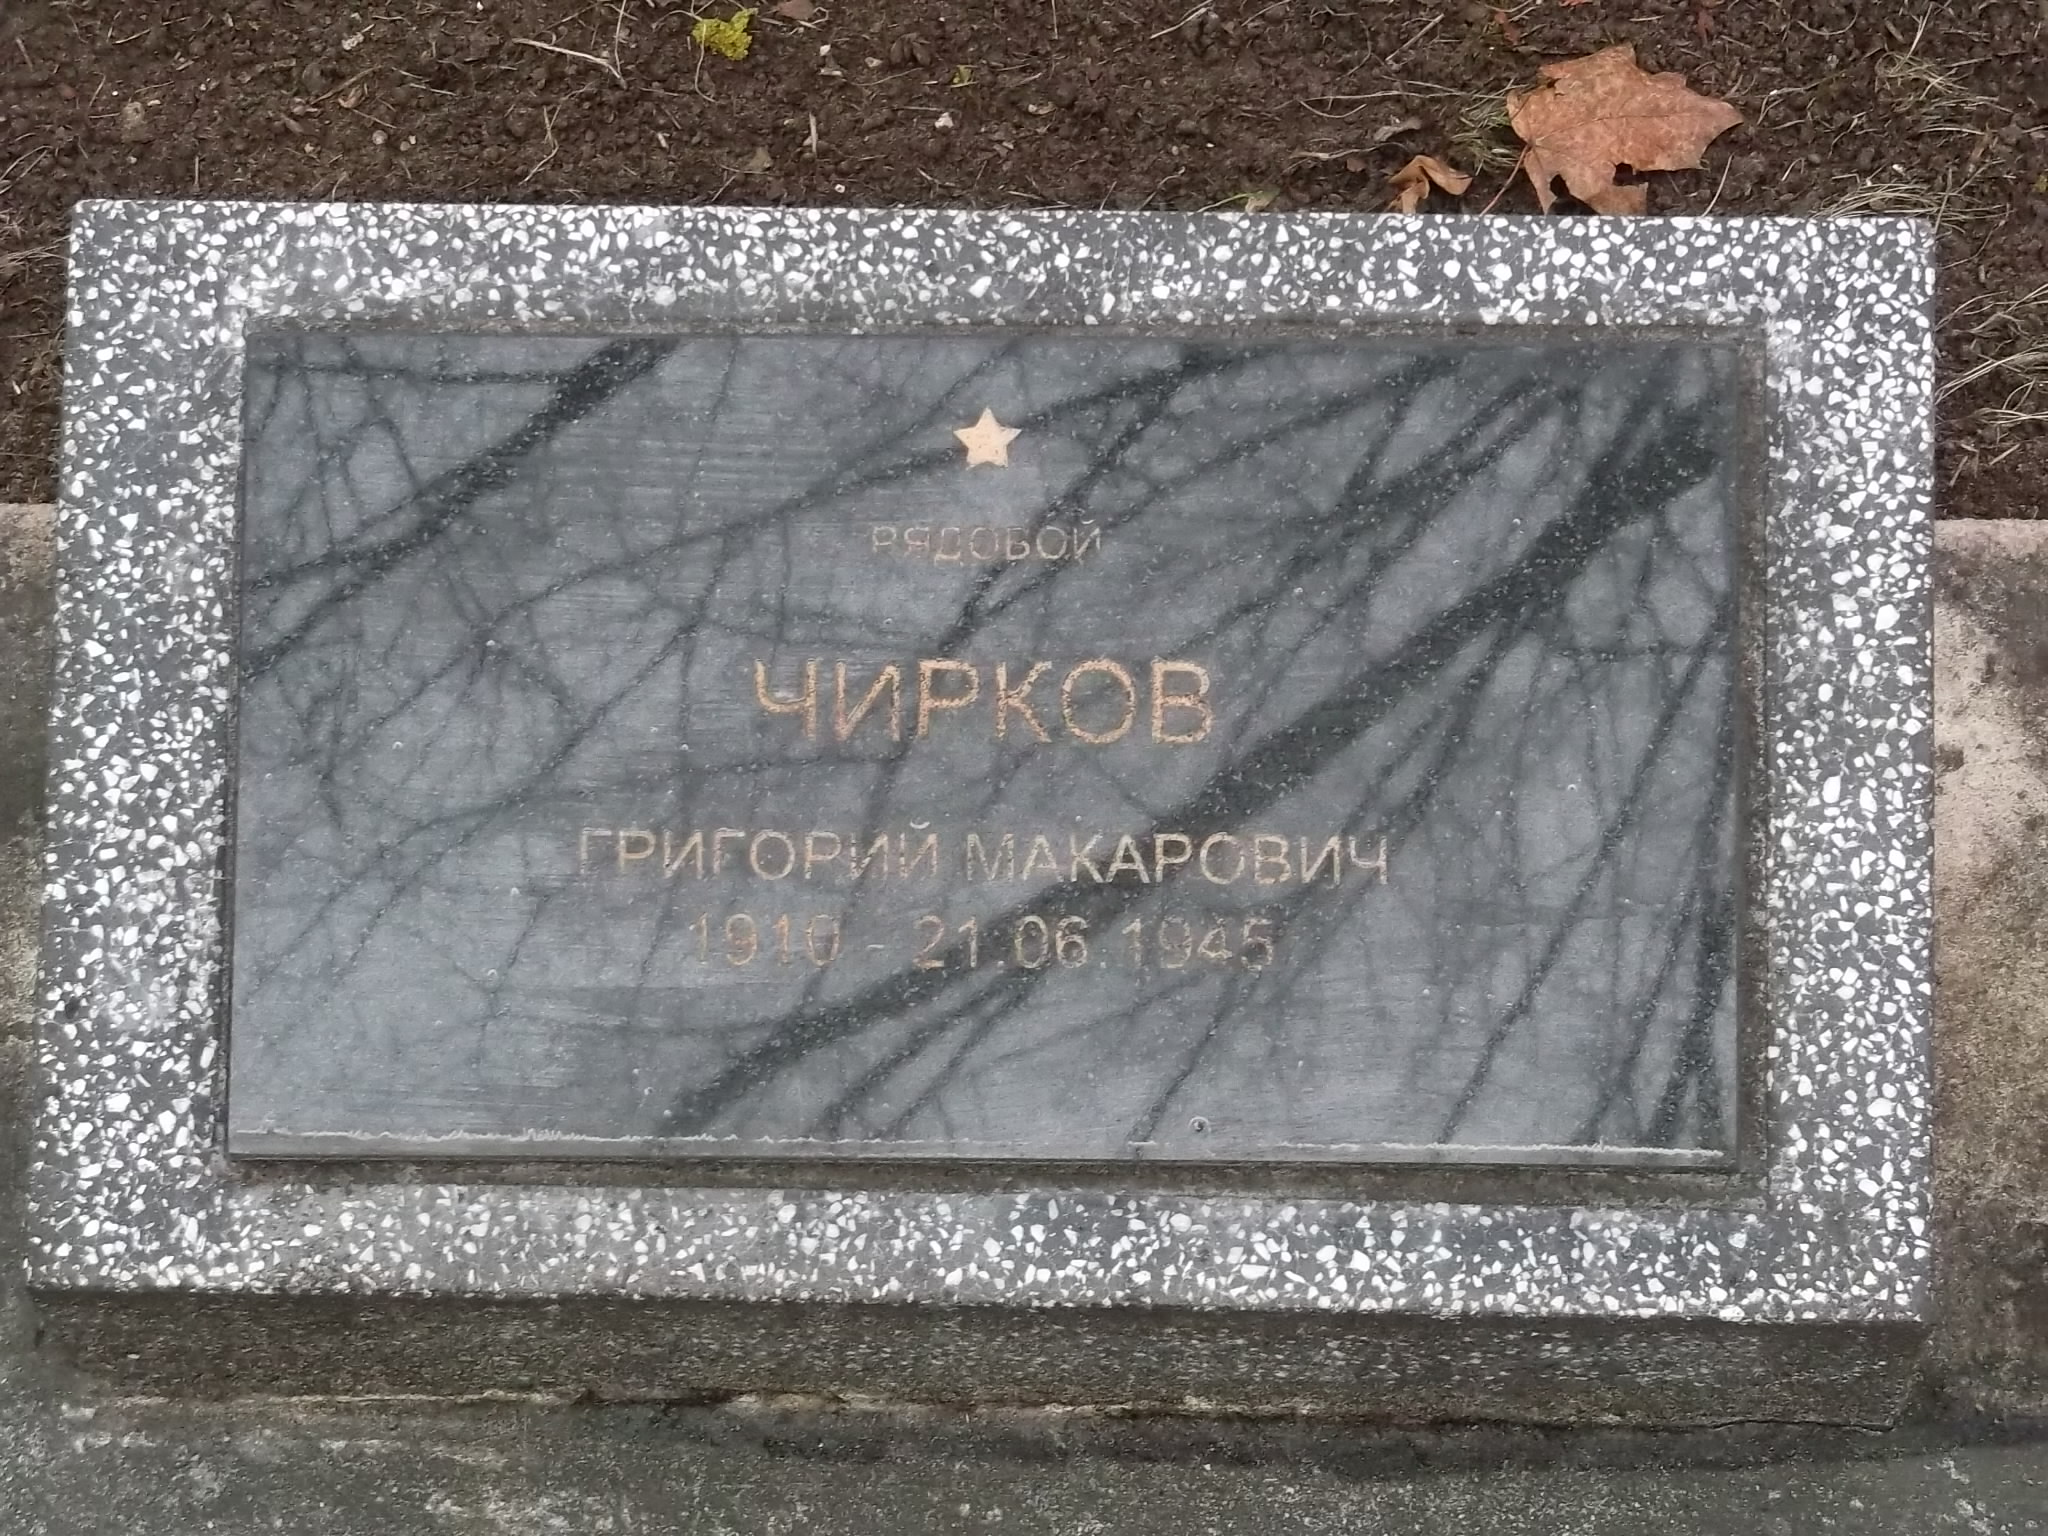 РЯДОВОЙ
ЧИРКОВ
ГРИГОРИЙ МАКАРОВИЧ
1910 - 21.06.1945